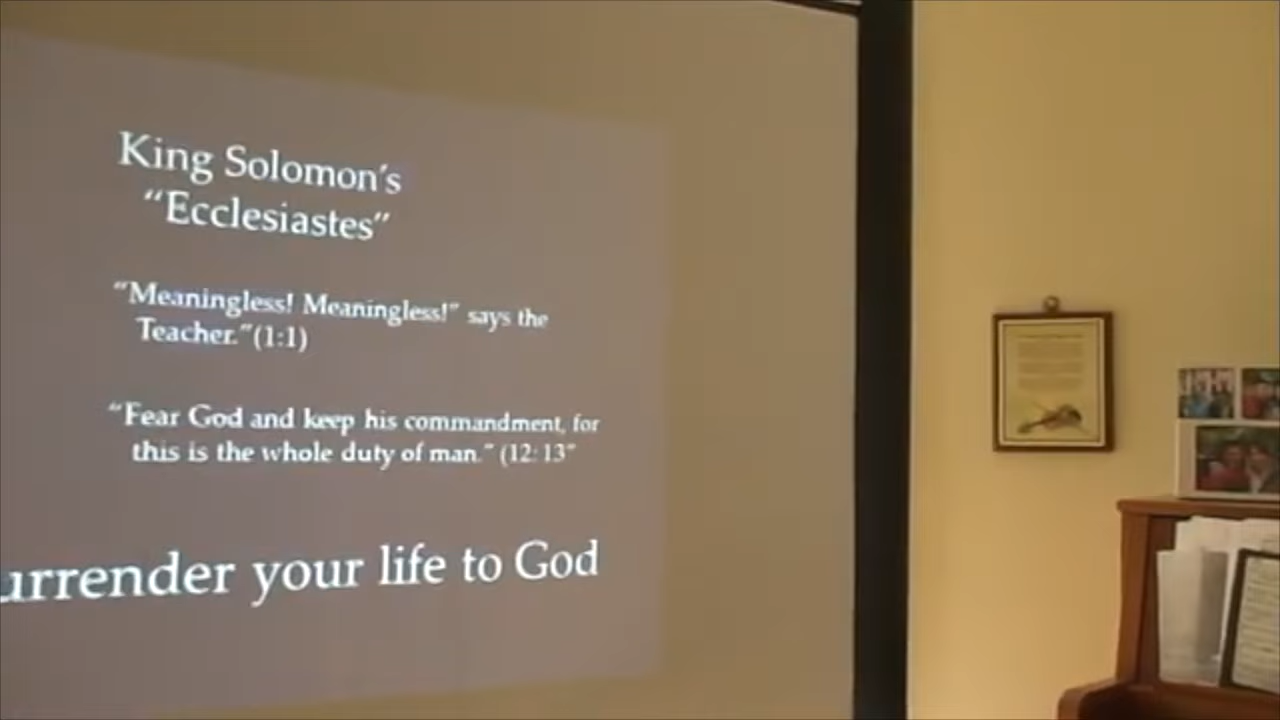 King Solomon's
“Ecclesiastes”
“Meaningless! Meaningless!” says the
Teacher.”(1:1)
“Fear God and keep his commandment, for
this is the whole duty of man.” (12:13”
urrender your life to God